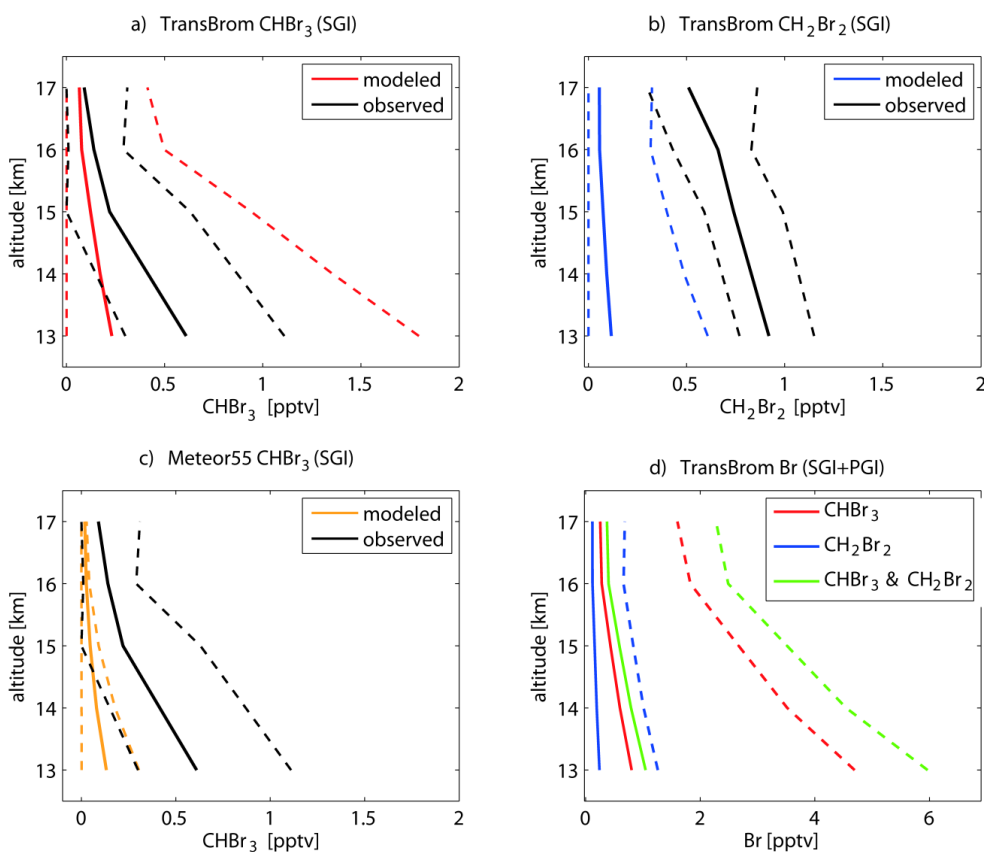 a) TransBrom CHBr₃ (SGI)
modeled
observed
17
16
15
14
13
altitude [km]
0 0.5 1 1.5 2
CHBr₃ [pptv]
b) TransBrom CH₂Br₂ (SGI)
modeled
observed
17
16
15
14
13
altitude [km]
0 0.5 1 1.5 2
CH₂Br₂ [pptv]
c) Meteor55 CHBr₃ (SGI)
modeled
observed
17
16
15
14
13
altitude [km]
0 0.5 1 1.5 2
CHBr₃ [pptv]
d) TransBrom Br (SGI+PGI)
CHBr₃
CH₂Br₂
CHBr₃ & CH₂Br₂
17
16
15
14
13
altitude [km]
0 2 4 6
Br [pptv]